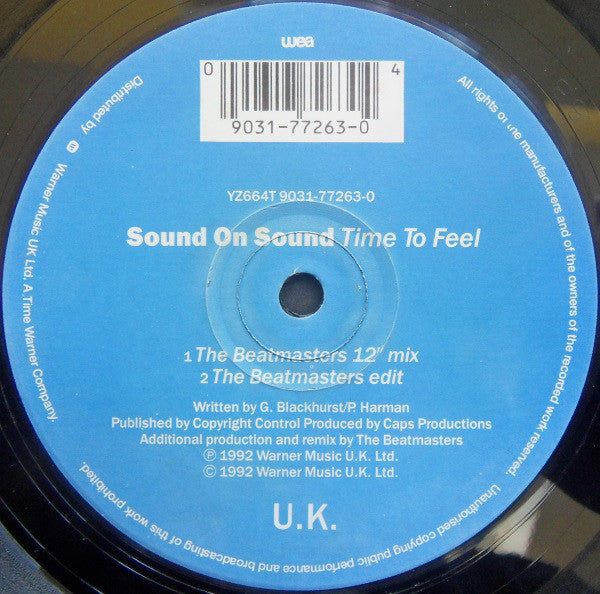 wea
0 4
9031-77263-0
YZ664T 9031-77263-0
Sound On Sound Time To Feel
1 The Beatmasters 12" mix
2 The Beatmasters edit
Written by G. Blackhurst/P. Harman
Published by Copyright Control Produced by Caps Productions
Additional production and remix by The Beatmasters
Ⓟ 1992 Warner Music U.K. Ltd.
© 1992 Warner Music U.K. Ltd.
U.K.
All rights of the manufacturers and of the owners of the recorded work reserved. Unauthorised copying public performance and broadcasting of this work prohibited.
Distributed by Warner Music UK Ltd. A Time Warner Company.